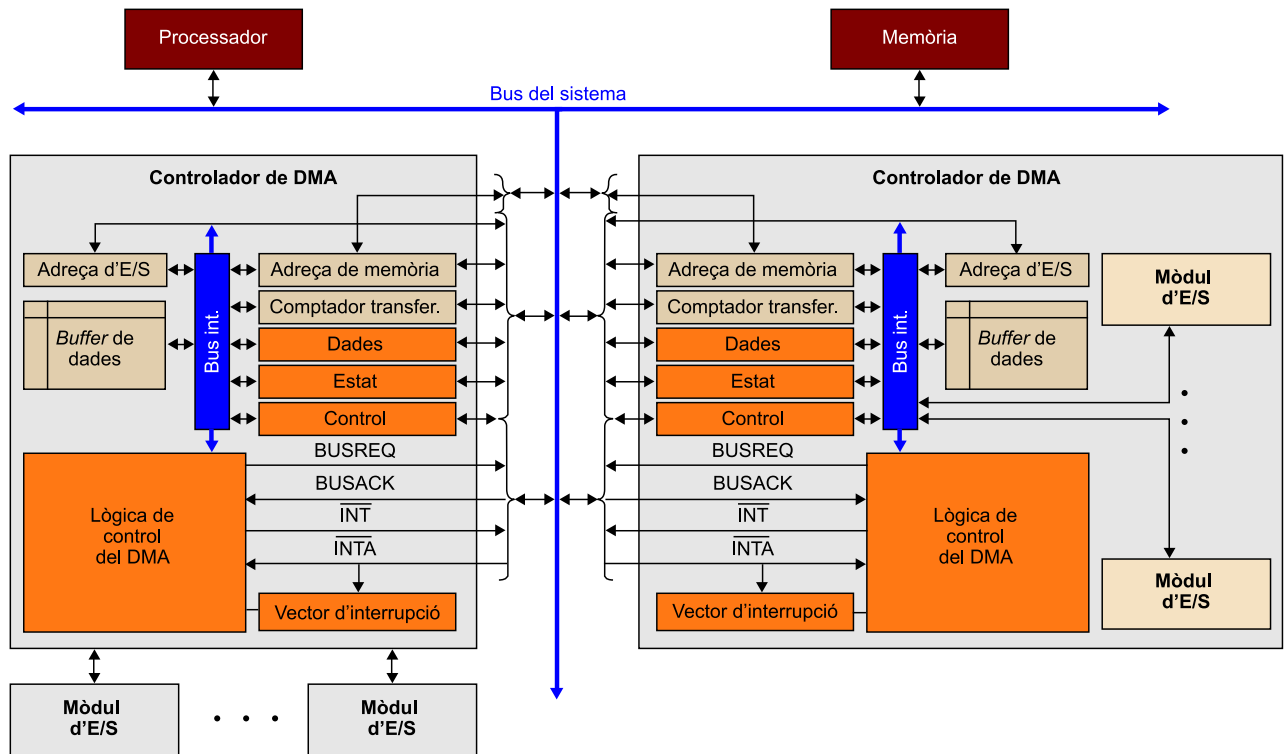 Processador
Memòria
Bus del sistema
Controlador de DMA
Adreça d'E/S
Buffer de
dades
Bus int.
Adreça de memòria
Comptador transfer.
Dades
Estat
Control
BUSREQ
BUSACK
INT
INTA
Lògica de
control
del DMA
Vector d'interrupció
Mòdul
d'E/S
Mòdul
d'E/S
Controlador de DMA
Adreça de memòria
Comptador transfer.
Dades
Estat
Control
Bus int.
Adreça d'E/S
Buffer de
dades
Mòdul
d'E/S
BUSREQ
BUSACK
INT
INTA
Lògica de
control
del DMA
Vector d'interrupció
Mòdul
d'E/S